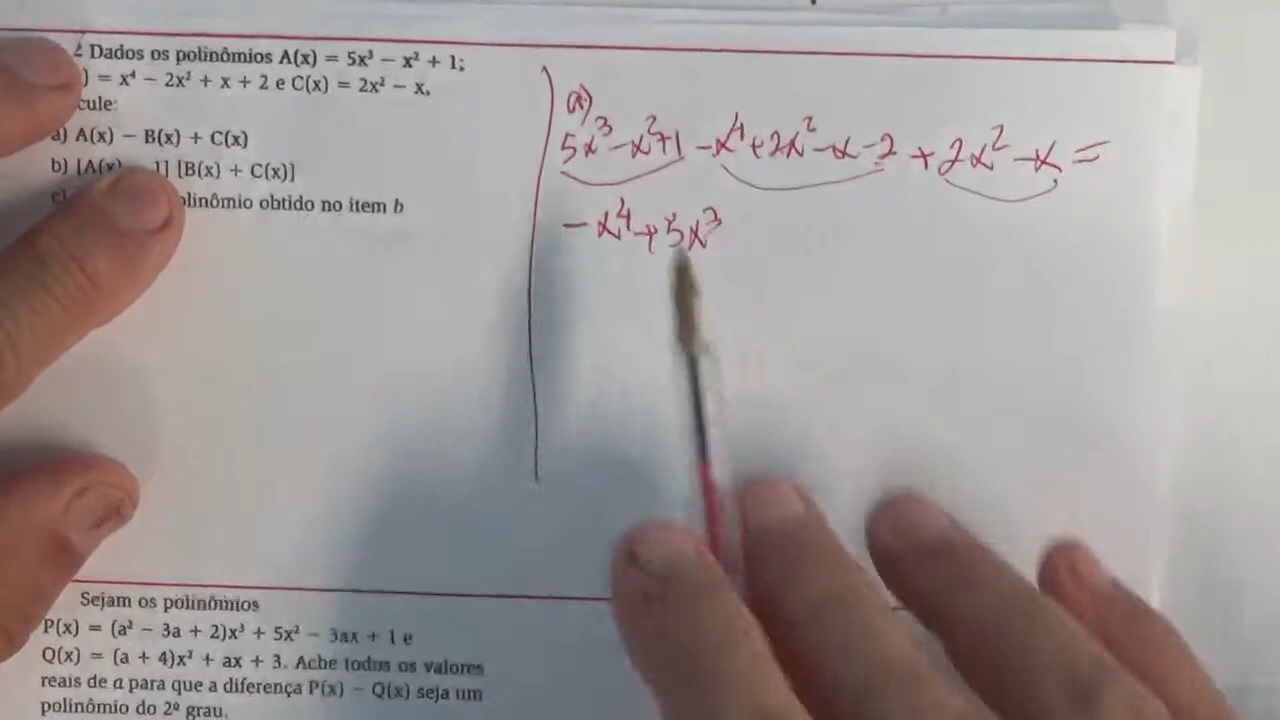 2 Dados os polinômios A(x) = 5x³ − x² + 1;
) = x⁴ − 2x² + x + 2 e C(x) = 2x² − x,
cule:
a) A(x) − B(x) + C(x)
b) [A(x) 1] [B(x) + C(x)]
linômio obtido no item b
a)
5x³ − x² + 1 − x⁴ + 2x² − x − 2 + 2x² − x =
− x⁴ + 5x³
Sejam os polinômios
P(x) = (a² − 3a + 2)x³ + 5x² − 3ax + 1 e
Q(x) = (a + 4)x² + ax + 3. Ache todos os valores
reais de a para que a diferença P(x) − Q(x) seja um
polinômio do 2º grau.